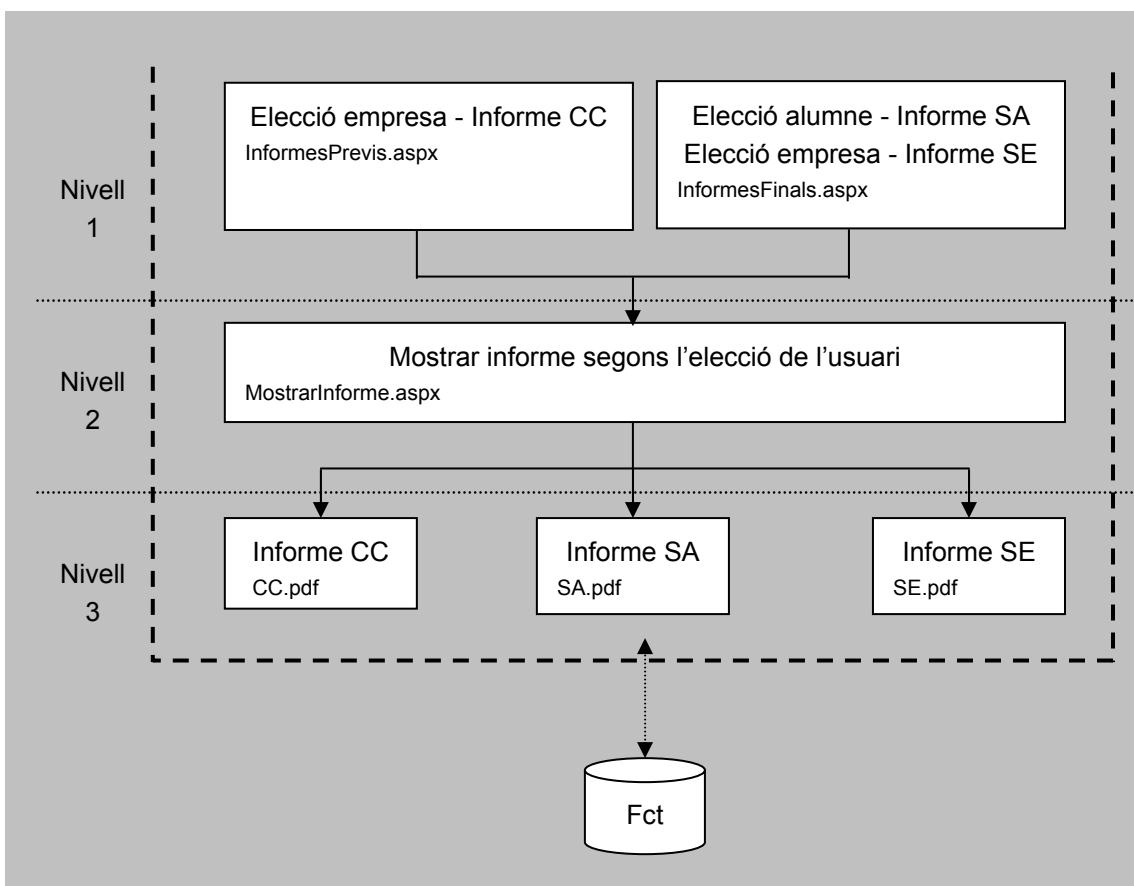 Elecció empresa - Informe CC
InformesPrevis.aspx
Elecció alumne - Informe SA
Elecció empresa - Informe SE
InformesFinals.aspx
Nivell
1
Mostrar informe segons l’elecció de l’usuari
MostrarInforme.aspx
Nivell
2
Informe CC
CC.pdf
Informe SA
SA.pdf
Informe SE
SE.pdf
Nivell
3
Fct